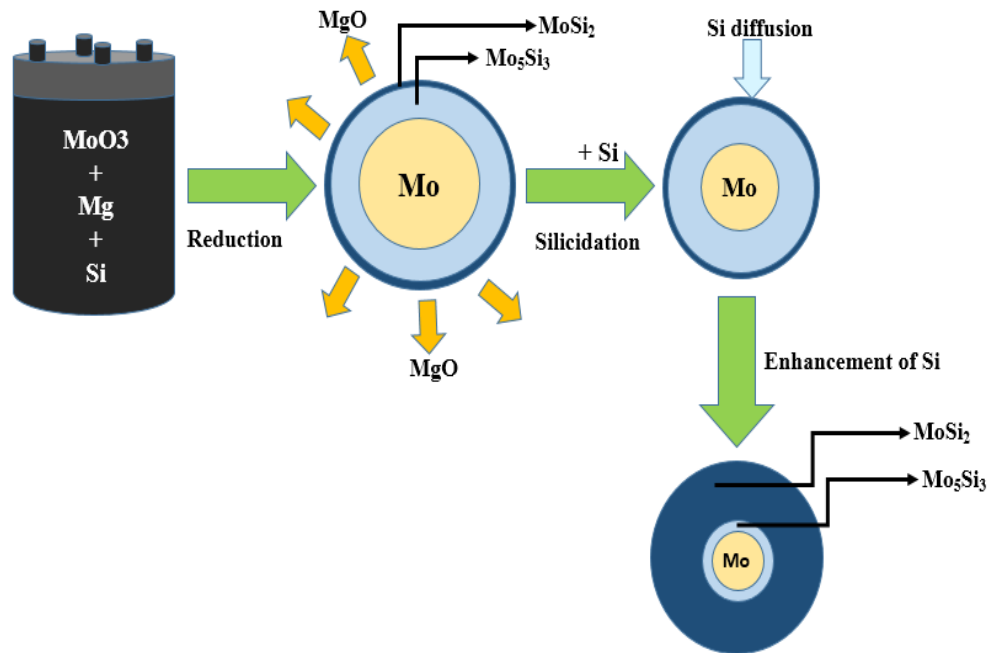 MoO3
+
Mg
+
Si
Reduction
MgO
MoSi₂
Mo₅Si₃
Mo
MgO
+ Si
Silicidation
Si diffusion
Mo
Enhancement of Si
MoSi₂
Mo₅Si₃
Mo